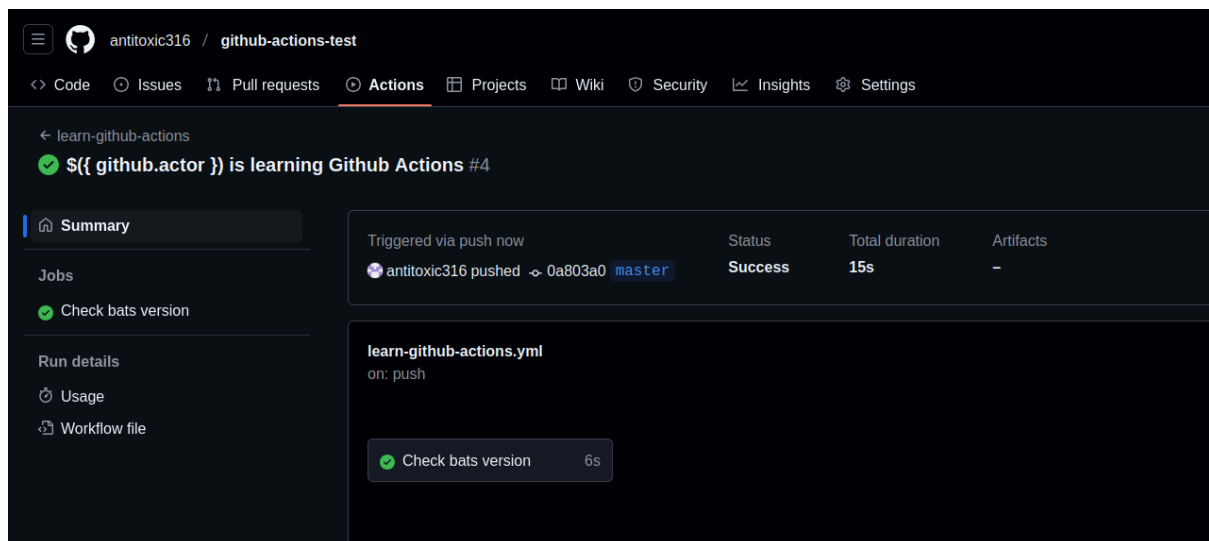 antitoxic316 / github-actions-test
Code Issues Pull requests Actions Projects Wiki Security Insights Settings
learn-github-actions
$({ github.actor }) is learning Github Actions #4
Summary
Jobs
Check bats version
Run details
Usage
Workflow file
Triggered via push now
antitoxic316 pushed 0a803a0 master
Status
Success
Total duration
15s
Artifacts
–
learn-github-actions.yml
on: push
Check bats version 6s